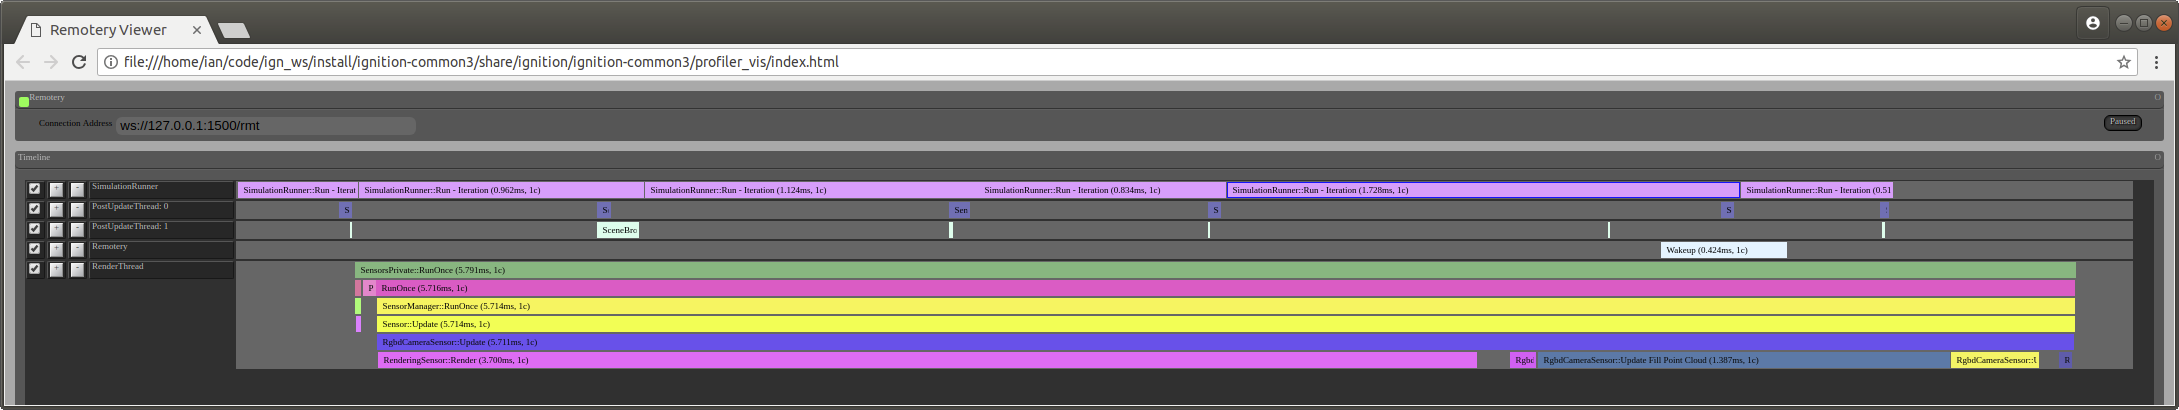 Remotery Viewer
file:///home/ian/code/ign_ws/install/ignition-common3/share/ignition/ignition-common3/profiler_vis/index.html
Remotery
Connection Address ws://127.0.0.1:1500/rmt Paused
Timeline
+ - SimulationRunner SimulationRunner::Run - Iterat SimulationRunner::Run - Iteration (0.962ms, 1c) SimulationRunner::Run - Iteration (1.124ms, 1c) SimulationRunner::Run - Iteration (0.834ms, 1c) SimulationRunner::Run - Iteration (1.728ms, 1c) SimulationRunner::Run - Iteration (0.51
+ - PostUpdateThread: 0 S Se Sen S S
+ - PostUpdateThread: 1 SceneBro
+ - Remotery Wakeup (0.424ms, 1c)
+ - RenderThread SensorsPrivate::RunOnce (5.791ms, 1c)
P RunOnce (5.716ms, 1c)
SensorManager::RunOnce (5.714ms, 1c)
Sensor::Update (5.714ms, 1c)
RgbdCameraSensor::Update (5.711ms, 1c)
RenderingSensor::Render (3.700ms, 1c) Rgbd RgbdCameraSensor::Update Fill Point Cloud (1.387ms, 1c) RgbdCameraSensor::U R